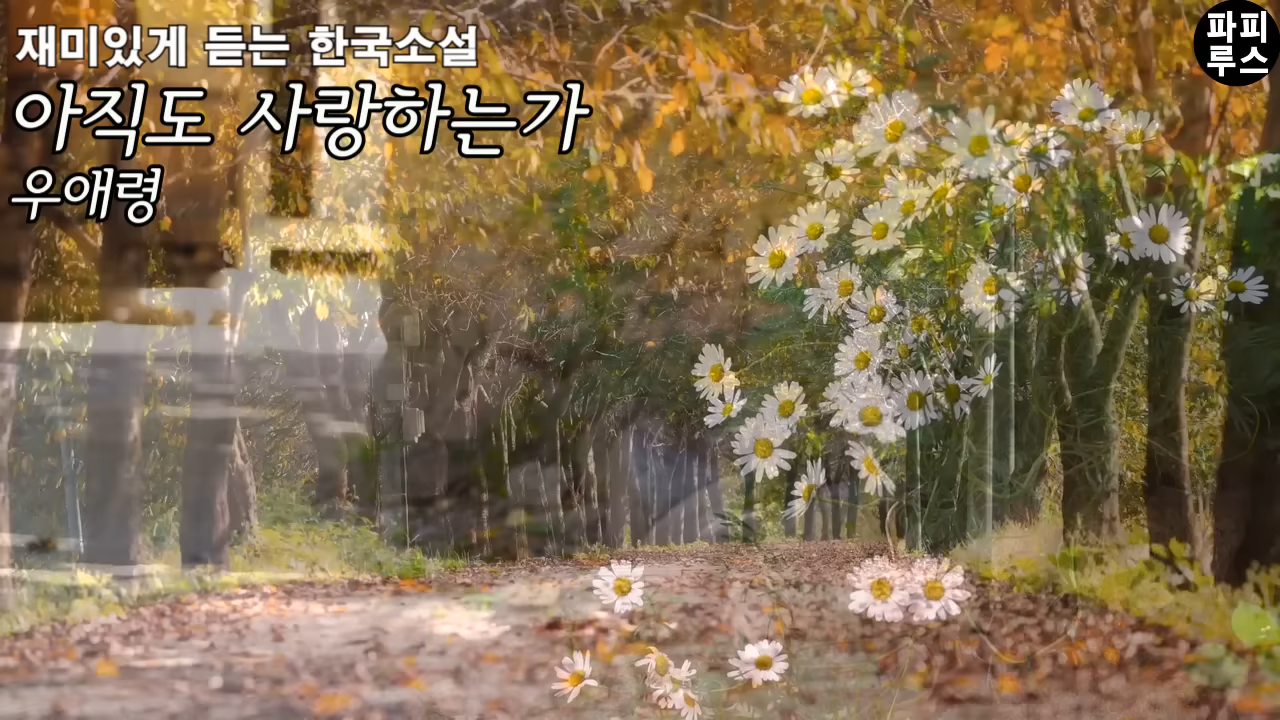 재미있게 듣는 한국소설
아직도 사랑하는가
우애령
파피
루스